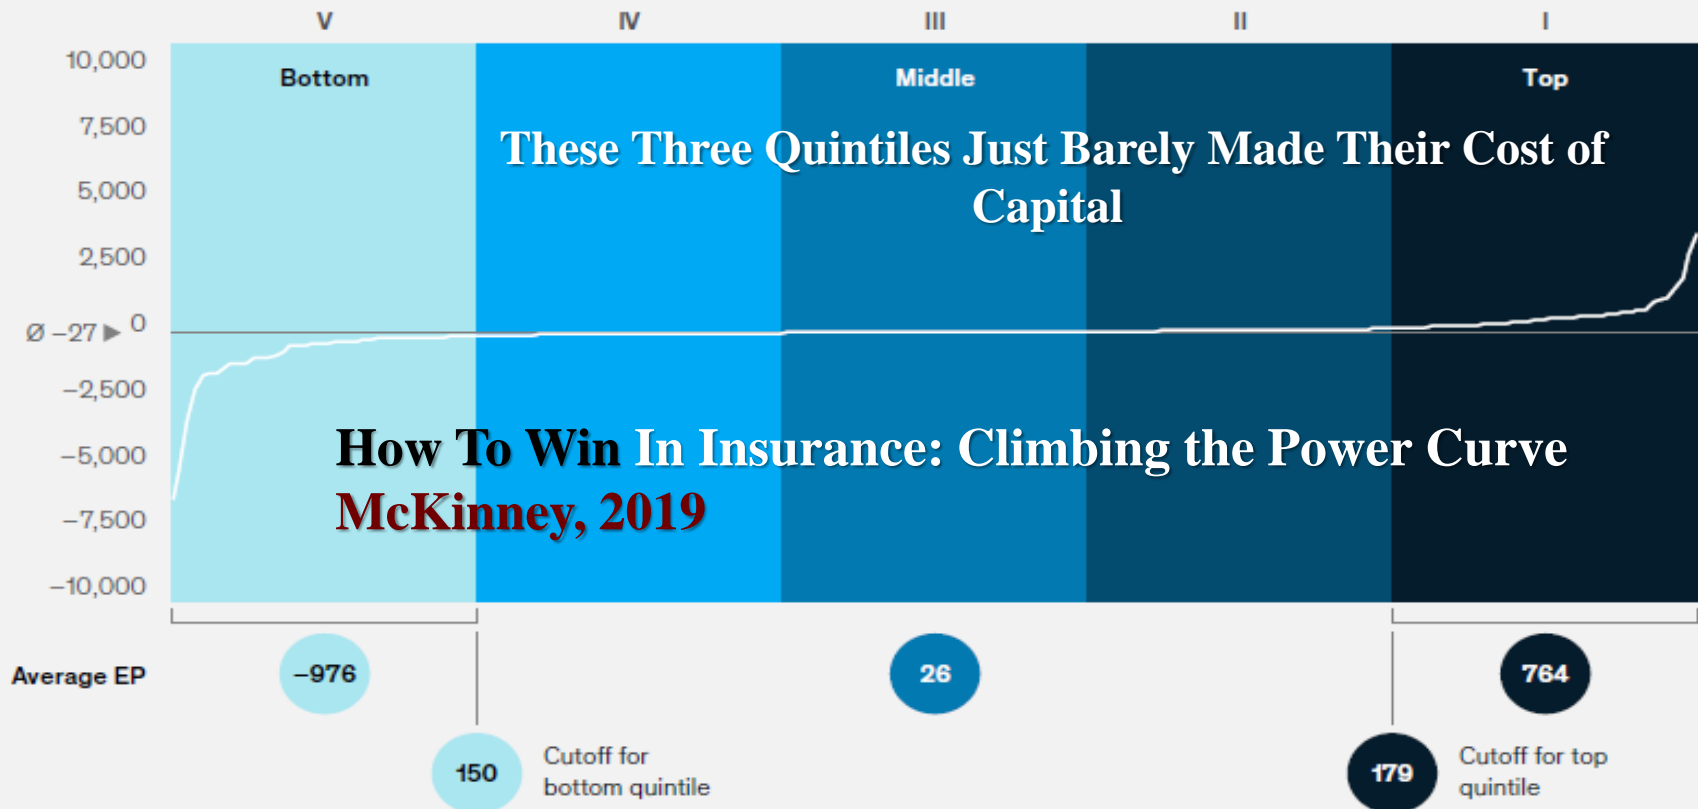 V IV III II I
Bottom Middle Top
10,000
7,500
5,000
2,500
0
Ø –27 ▶
–2,500
–5,000
–7,500
–10,000
These Three Quintiles Just Barely Made Their Cost of
Capital
How To Win In Insurance: Climbing the Power Curve
McKinney, 2019
Average EP –976 26 764
150 Cutoff for
bottom quintile
179 Cutoff for top
quintile